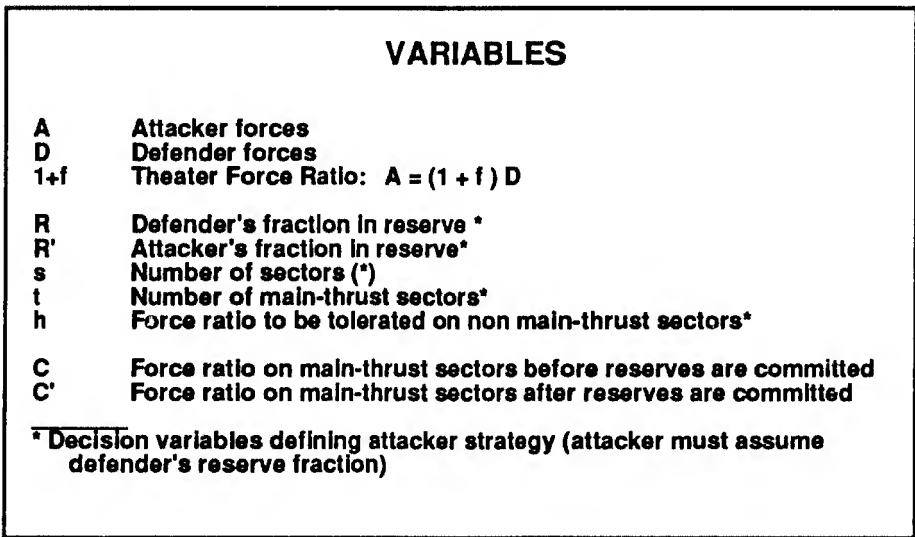 VARIABLES
A Attacker forces
D Defender forces
1+f Theater Force Ratio: A = (1 + f ) D
R Defender's fraction in reserve *
R' Attacker's fraction in reserve*
s Number of sectors (*)
t Number of main-thrust sectors*
h Force ratio to be tolerated on non main-thrust sectors*
C Force ratio on main-thrust sectors before reserves are committed
C' Force ratio on main-thrust sectors after reserves are committed
* Decision variables defining attacker strategy (attacker must assume
defender's reserve fraction)